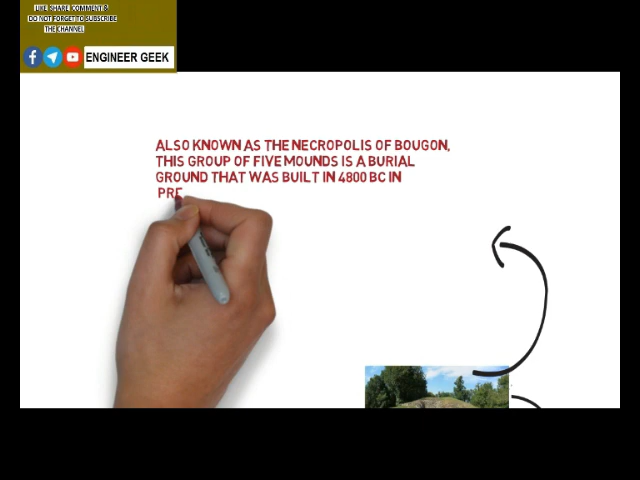 LIKE SHARE COMMENT &
DO NOT FORGET TO SUBSCRIBE
THE CHANNEL
ENGINEER GEEK
ALSO KNOWN AS THE NECROPOLIS OF BOUGON,
THIS GROUP OF FIVE MOUNDS IS A BURIAL
GROUND THAT WAS BUILT IN 4800 BC IN
PRE